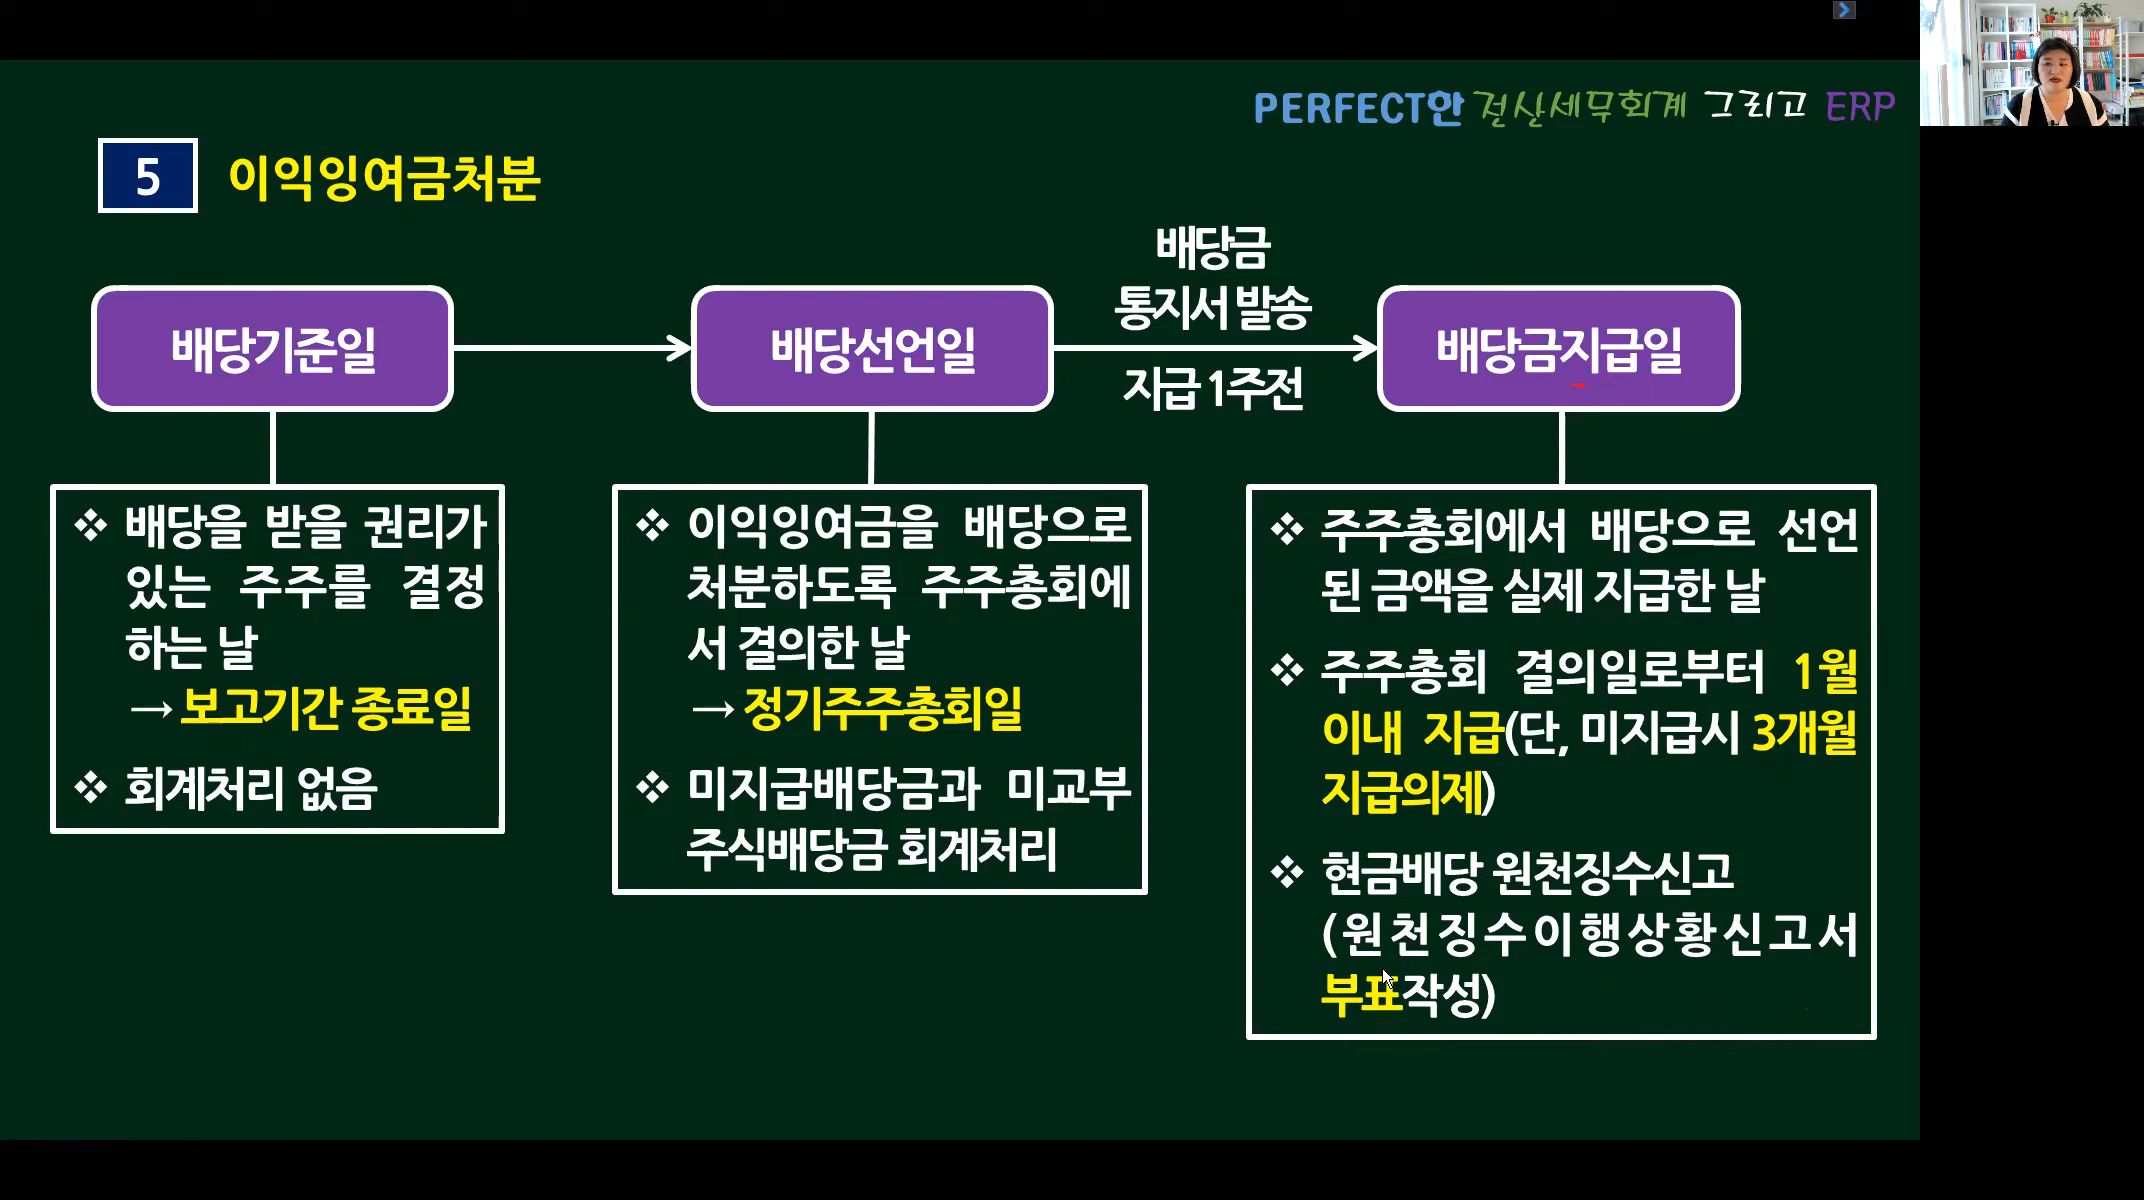 PERFECT한 전산세무회계 그리고 ERP
5 이익잉여금처분
배당기준일
배당선언일
배당금
통지서 발송
지급 1주전
배당금지급일
❖ 배당을 받을 권리가
있는 주주를 결정
하는 날
→ 보고기간 종료일
❖ 회계처리 없음
❖ 이익잉여금을 배당으로
처분하도록 주주총회에
서 결의한 날
→ 정기주주총회일
❖ 미지급배당금과 미교부
주식배당금 회계처리
❖ 주주총회에서 배당으로 선언
된 금액을 실제 지급한 날
❖ 주주총회 결의일로부터 1월
이내 지급(단, 미지급시 3개월
지급의제)
❖ 현금배당 원천징수신고
(원천징수이행상황신고서
부표작성)